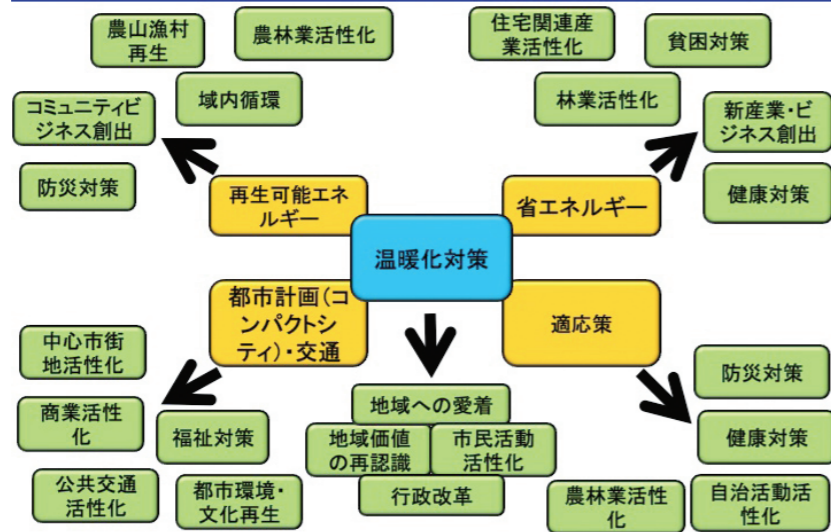 農山漁村
再生
農林業活性化
域内循環
コミュニティビ
ジネス創出
防災対策
再生可能エネ
ルギー
住宅関連産
業活性化
貧困対策
林業活性化
新産業・ビ
ジネス創出
健康対策
省エネルギー
温暖化対策
都市計画(コ
ンパクトシ
ティ)・交通
適応策
中心市街
地活性化
商業活性
化
福祉対策
公共交通
活性化
都市環境・
文化再生
地域への愛着
地域価値
の再認識
市民活動
活性化
行政改革
防災対策
健康対策
農林業活性
化
自治活動活
性化